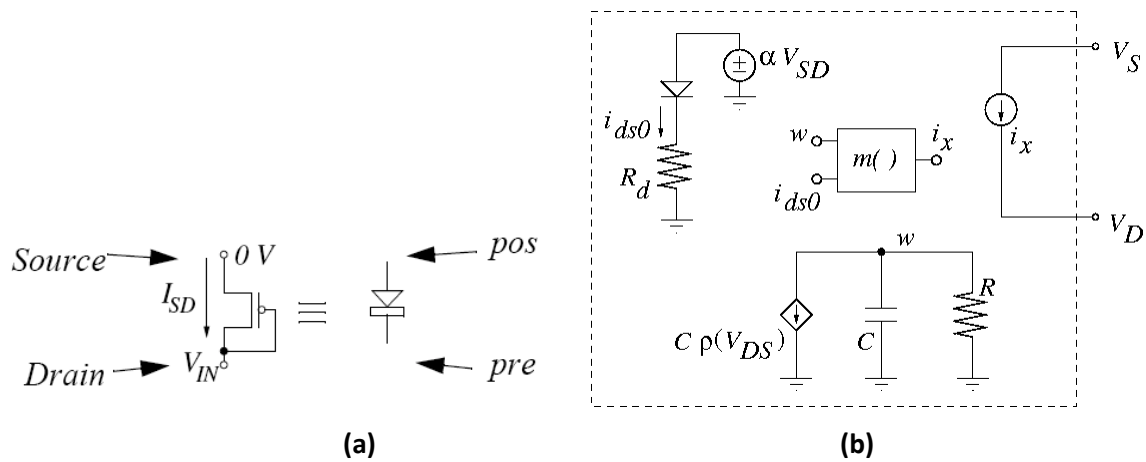 Source
0 V
I_SD
Drain
V_IN
≡
pos
pre
(a)
± α V_SD
i_ds0
R_d
w
i_ds0
m( )
i_x
i_x
V_S
V_D
w
C ρ(V_DS)
C
R
(b)